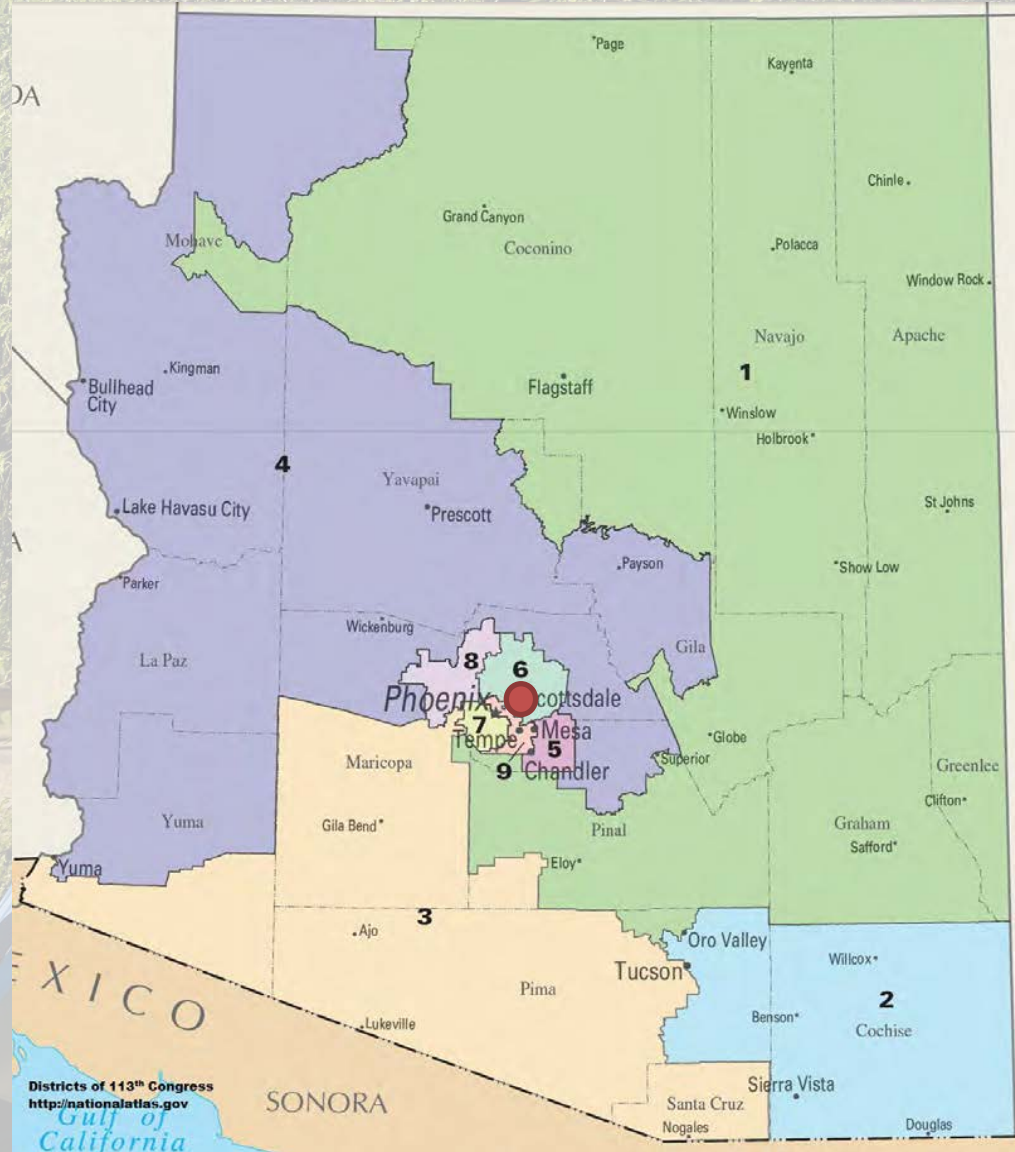 Page
Kayenta
DA
Chinle
Grand Canyon
Mohave
Coconino
Polacca
Window Rock
Navajo
Apache
Kingman
1
Bullhead
City
Flagstaff
Winslow
Holbrook
4
Yavapai
Lake Havasu City
Prescott
St Johns
A
Payson
Show Low
Parker
Wickenburg
Gila
La Paz
8
6
Phoenix
cottsdale
7
Mesa
Tempe
5
Globe
Maricopa
Superior
9
Chandler
Greenlee
Clifton
Yuma
Gila Bend
Pinal
Graham
Safford
Yuma
Eloy
3
Ajo
Oro Valley
Willcox
Tucson
EXICO
Pima
2
Benson
Lukeville
Cochise
Districts of 113th Congress
http://nationalatlas.gov
Sierra Vista
SONORA
Santa Cruz
Gulf of
California
Nogales
Douglas